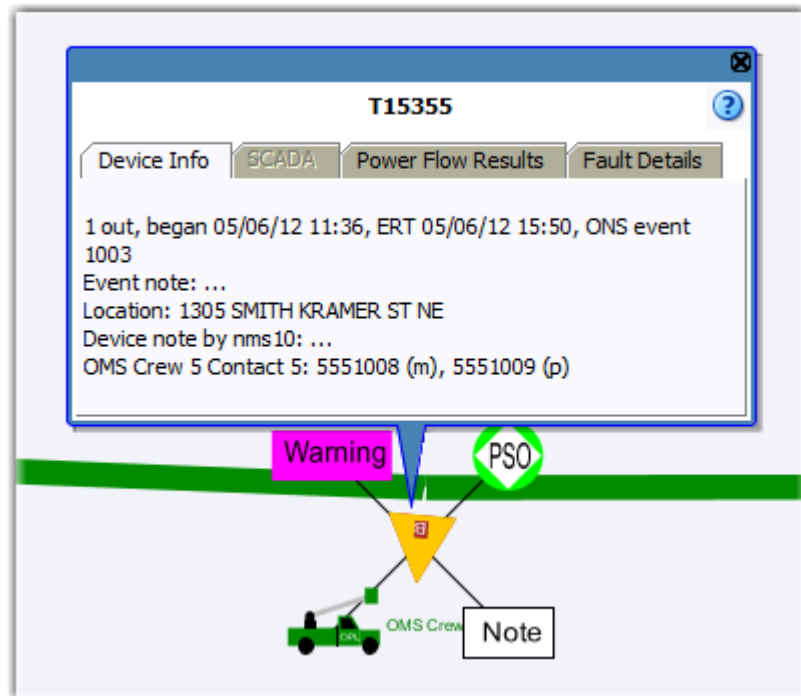 T15355
Device Info SCADA Power Flow Results Fault Details
1 out, began 05/06/12 11:36, ERT 05/06/12 15:50, ONS event
1003
Event note: ...
Location: 1305 SMITH KRAMER ST NE
Device note by nms10: ...
OMS Crew 5 Contact 5: 5551008 (m), 5551009 (p)
Warning
PSO
OPL
OMS Crew
Note